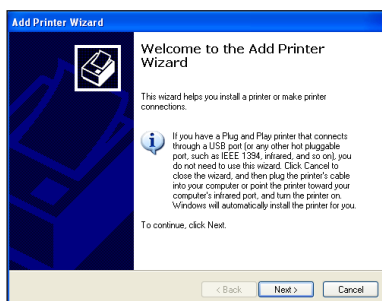 Add Printer Wizard
Welcome to the Add Printer
Wizard
This wizard helps you install a printer or make printer
connections.
If you have a Plug and Play printer that connects
through a USB port (or any other hot pluggable
port, such as IEEE 1394, infrared, and so on), you
do not need to use this wizard. Click Cancel to
close the wizard, and then plug the printer's cable
into your computer or point the printer toward your
computer's infrared port, and turn the printer on.
Windows will automatically install the printer for you.
To continue, click Next.
< Back Next > Cancel